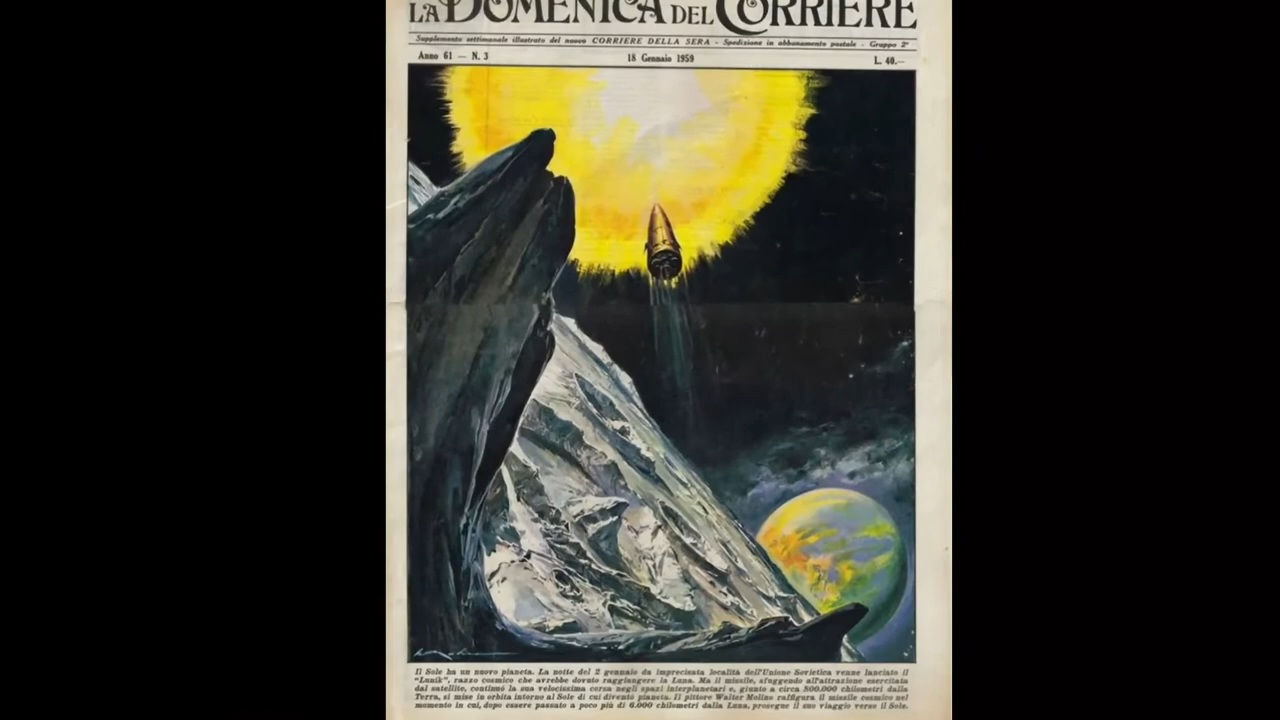 LA DOMENICA DEL CORRIERE
Supplemento settimanale illustrato del nuovo CORRIERE DELLA SERA - Spedizione in abbonamento postale - Gruppo 2°
Anno 61 — N. 3 18 Gennaio 1959 L. 40.—
Il Sole ha un nuovo pianeta. La notte del 2 gennaio da imprecisata località dell'Unione Sovietica venne lanciato il
"Lunik", razzo cosmico che avrebbe dovuto raggiungere la Luna. Ma il missile, sfuggendo all'attrazione esercitata
dal satellite, continuò la sua velocissima corsa negli spazi interplanetari e, giunto a circa 800.000 chilometri dalla
Terra, si mise in orbita intorno al Sole di cui diventò pianeta. Il pittore Walter Molino raffigura il missile cosmico nel
momento in cui, dopo essere passato a poco più di 6.000 chilometri dalla Luna, prosegue il suo viaggio verso il Sole.